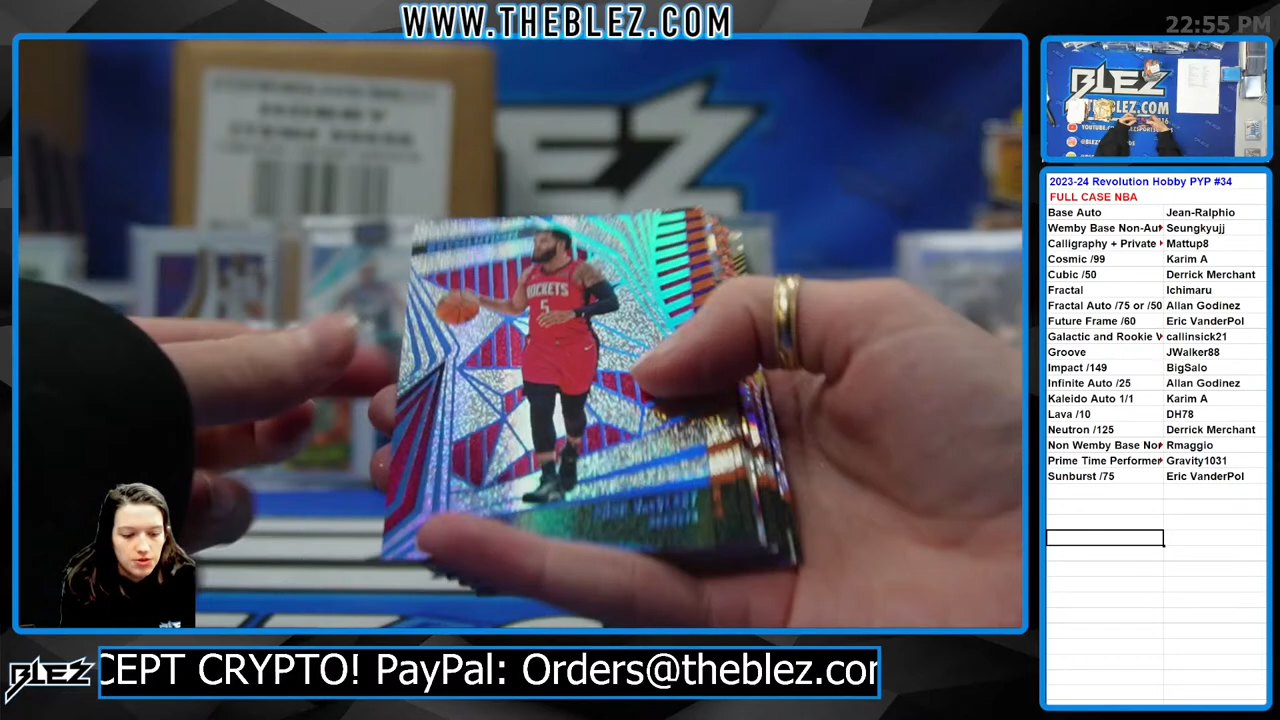 WWW.THEBLEZ.COM
22:55 PM
HOBBY
BLEZ
2023-24 Revolution Hobby PYP #34
FULL CASE NBA
Base Auto Jean-Ralphio
Wemby Base Non-Au Seungkyujj
Calligraphy + Private Mattup8
Cosmic /99 Karim A
Cubic /50 Derrick Merchant
Fractal Ichimaru
Fractal Auto /75 or /50 Allan Godinez
Future Frame /60 Eric VanderPol
Galactic and Rookie callinsick21
Groove JWalker88
Impact /149 BigSalo
Infinite Auto /25 Allan Godinez
Kaleido Auto 1/1 Karim A
Lava /10 DH78
Neutron /125 Derrick Merchant
Non Wemby Base No Rmaggio
Prime Time Performer Gravity1031
Sunburst /75 Eric VanderPol
ROCKETS
5
BLEZ
CEPT CRYPTO! PayPal: Orders@theblez.cor